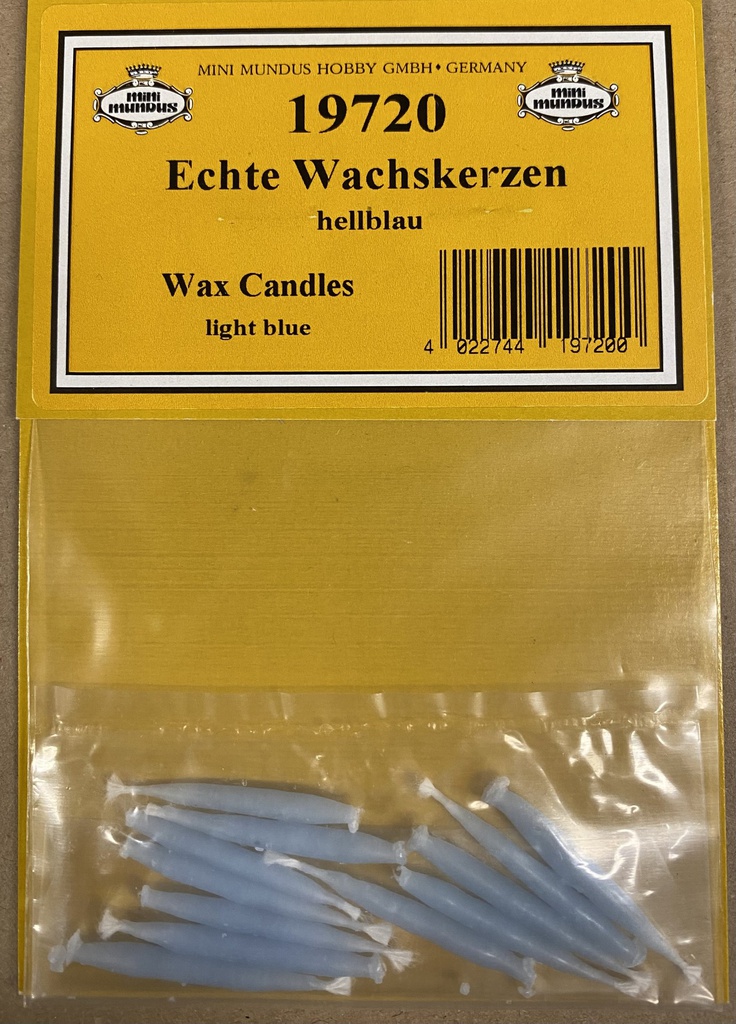 MINI MUNDUS HOBBY GMBH♦ GERMANY
mini
mundus
mini
mundus
19720
Echte Wachskerzen
hellblau
Wax Candles
light blue
4 022744 197200